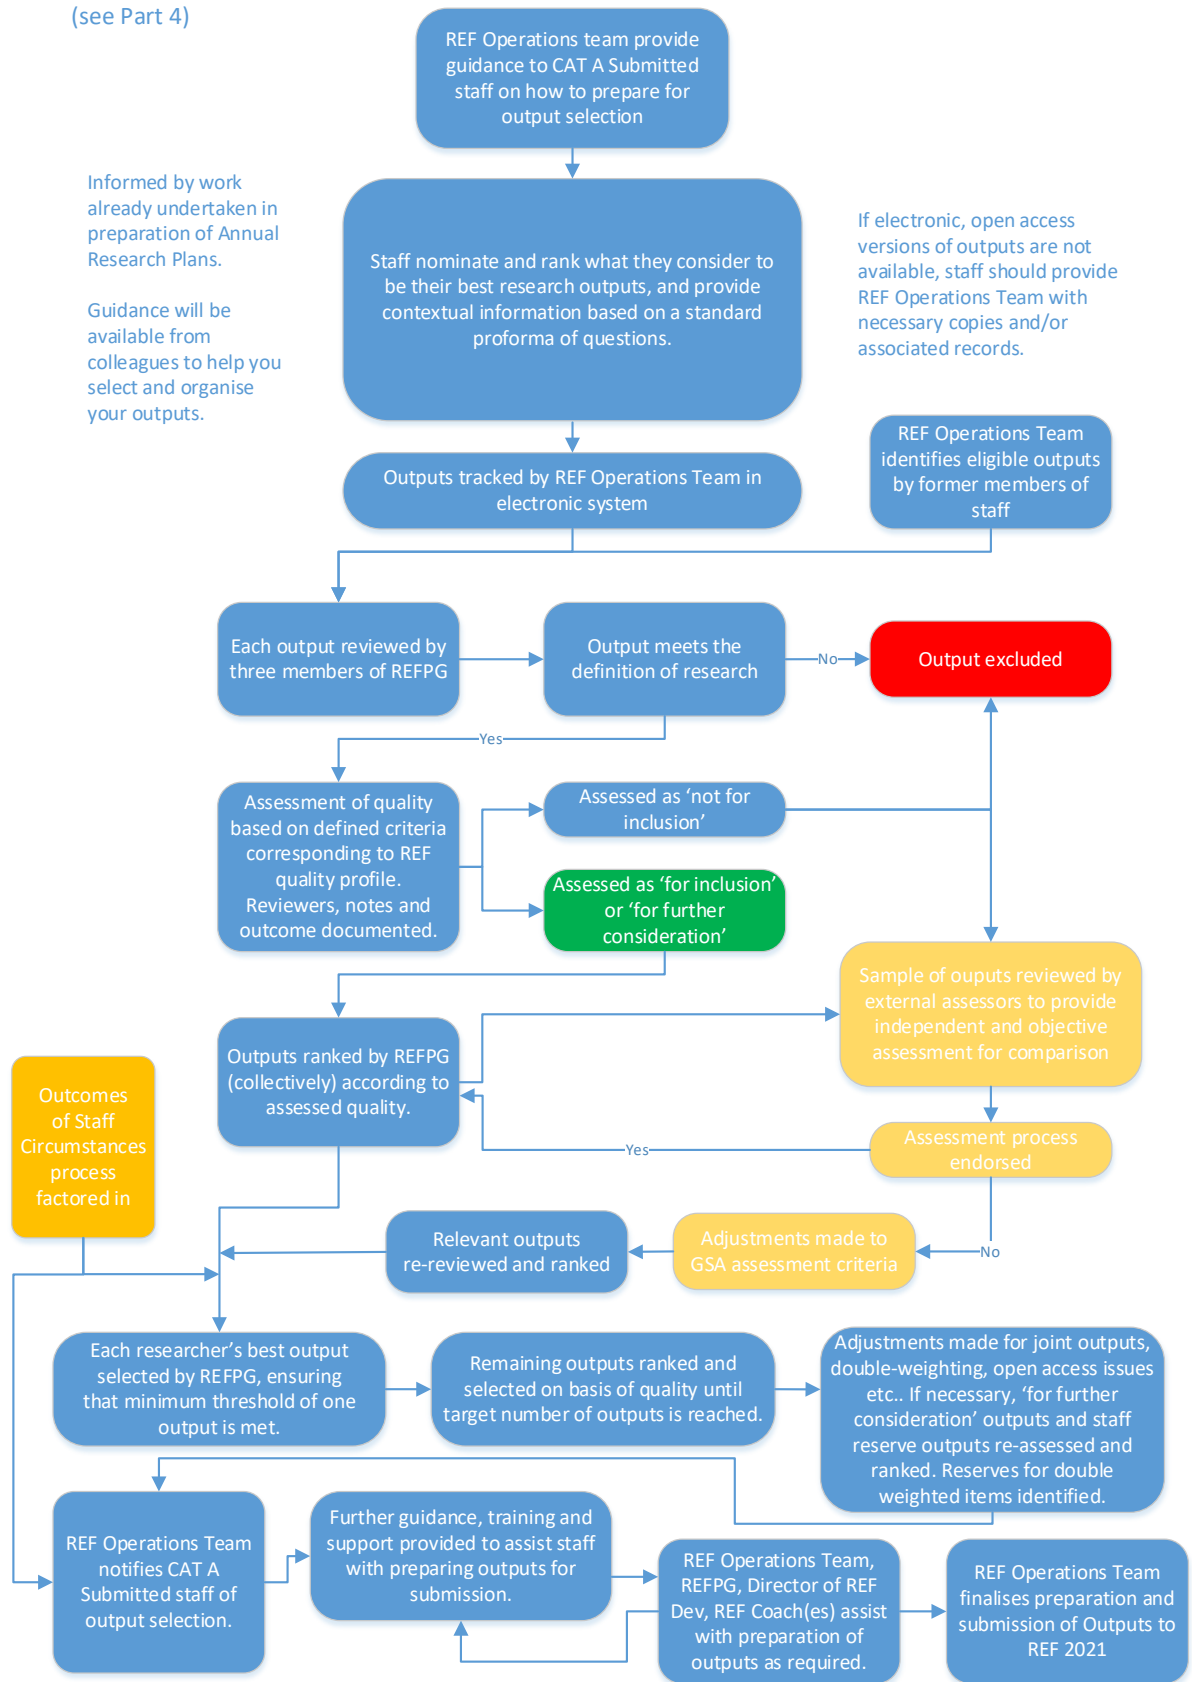 (see Part 4)
REF Operations team provide
guidance to CAT A Submitted
staff on how to prepare for
output selection
Informed by work
already undertaken in
preparation of Annual
Research Plans.
Guidance will be
available from
colleagues to help you
select and organise
your outputs.
Staff nominate and rank what they consider to
be their best research outputs, and provide
contextual information based on a standard
proforma of questions.
If electronic, open access
versions of outputs are not
available, staff should provide
REF Operations Team with
necessary copies and/or
associated records.
Outputs tracked by REF Operations Team in
electronic system
REF Operations Team
identifies eligible outputs
by former members of
staff
Each output reviewed by
three members of REFPG
Output meets the
definition of research
No
Output excluded
Yes
Assessment of quality
based on defined criteria
corresponding to REF
quality profile.
Reviewers, notes and
outcome documented.
Assessed as ‘not for
inclusion’
Assessed as ‘for inclusion’
or ‘for further
consideration’
Sample of ouputs reviewed by
external assessors to provide
independent and objective
assessment for comparison
Outputs ranked by REFPG
(collectively) according to
assessed quality.
Outcomes
of Staff
Circumstances
process
factored in
Yes
Assessment process
endorsed
No
Adjustments made to
GSA assessment criteria
Relevant outputs
re-reviewed and ranked
Each researcher’s best output
selected by REFPG, ensuring
that minimum threshold of one
output is met.
Remaining outputs ranked and
selected on basis of quality until
target number of outputs is reached.
Adjustments made for joint outputs,
double-weighting, open access issues
etc.. If necessary, ‘for further
consideration’ outputs and staff
reserve outputs re-assessed and
ranked. Reserves for double
weighted items identified.
REF Operations Team
notifies CAT A
Submitted staff of
output selection.
Further guidance, training and
support provided to assist staff
with preparing outputs for
submission.
REF Operations Team,
REFPG, Director of REF
Dev, REF Coach(es) assist
with preparation of
outputs as required.
REF Operations Team
finalises preparation and
submission of Outputs to
REF 2021